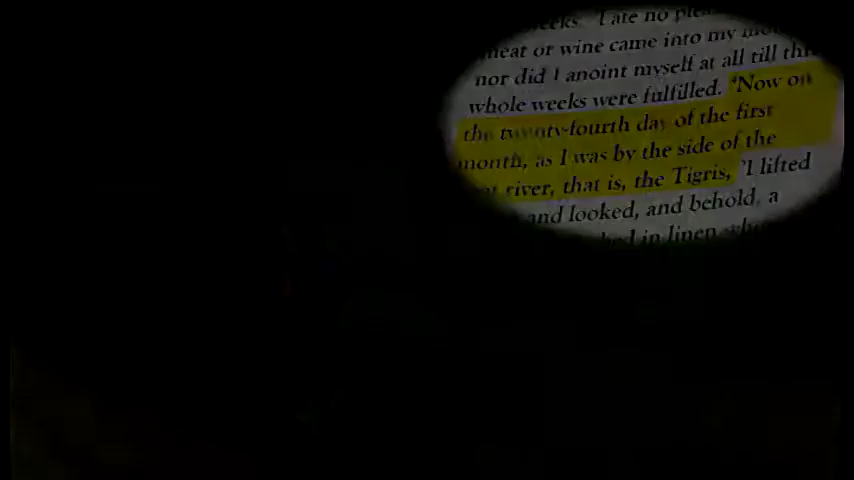 weeks. I ate no
meat or wine came into my
nor did I anoint myself at all till
whole weeks were fulfilled. "Now on
the twenty-fourth day of the first
month, as I was by the side of the
river, that is, the Tigris, "I lifted
and looked, and behold, a
in linen